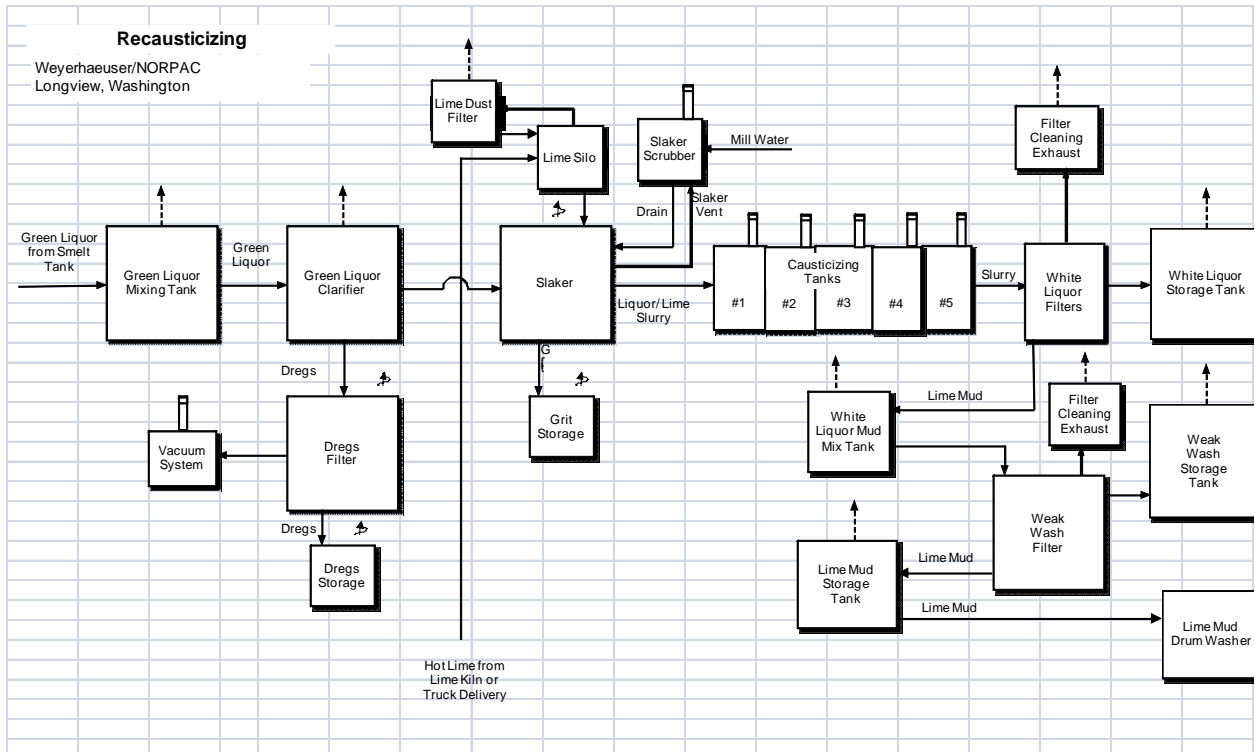 Recausticizing
Weyerhaeuser/NORPAC
Longview, Washington
Lime Dust
Filter
Lime Silo
Slaker
Scrubber
Mill Water
Filter
Cleaning
Exhaust
Drain
Slaker
Vent
Green Liquor
from Smelt
Tank
Green Liquor
Mixing Tank
Green
Liquor
Green Liquor
Clarifier
Slaker
Liquor/ Lime
Slurry
Causticizing
Tanks
#1
#2
#3
#4
#5
Slurry
White
Liquor
Filters
White Liquor
Storage Tank
Dregs
G
Vacuum
System
Dregs
Filter
Grit
Storage
White
Liquor Mud
Mix Tank
Lime Mud
Filter
Cleaning
Exhaust
Weak
Wash
Storage
Tank
Dregs
Dregs
Storage
Weak
Wash
Filter
Lime Mud
Storage
Tank
Lime Mud
Lime Mud
Lime Mud
Drum Washer
Hot Lime from
Lime Kiln or
Truck Delivery